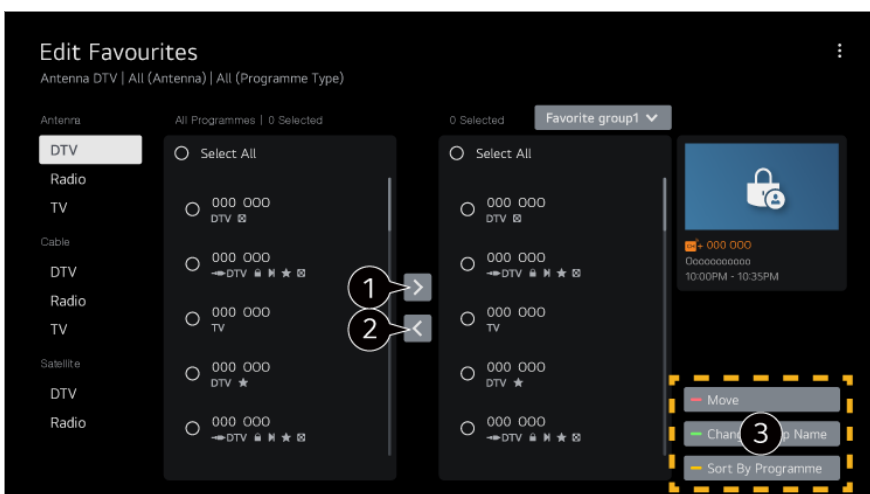 Edit Favourites
Antenna DTV | All (Antenna) | All (Programme Type)
Antenna
DTV
Radio
TV
Cable
DTV
Radio
TV
Satellite
DTV
Radio
All Programmes | 0 Selected
Select All
000 000
DTV
000 000
DTV
000 000
TV
000 000
DTV
000 000
DTV
1
2
0 Selected
Favorite group1
Select All
000 000
DTV
000 000
DTV
000 000
TV
000 000
DTV
000 000
DTV
000 000
Ooooooooooo
10:00PM - 10:35PM
Move
3
Name
Sort By Programme